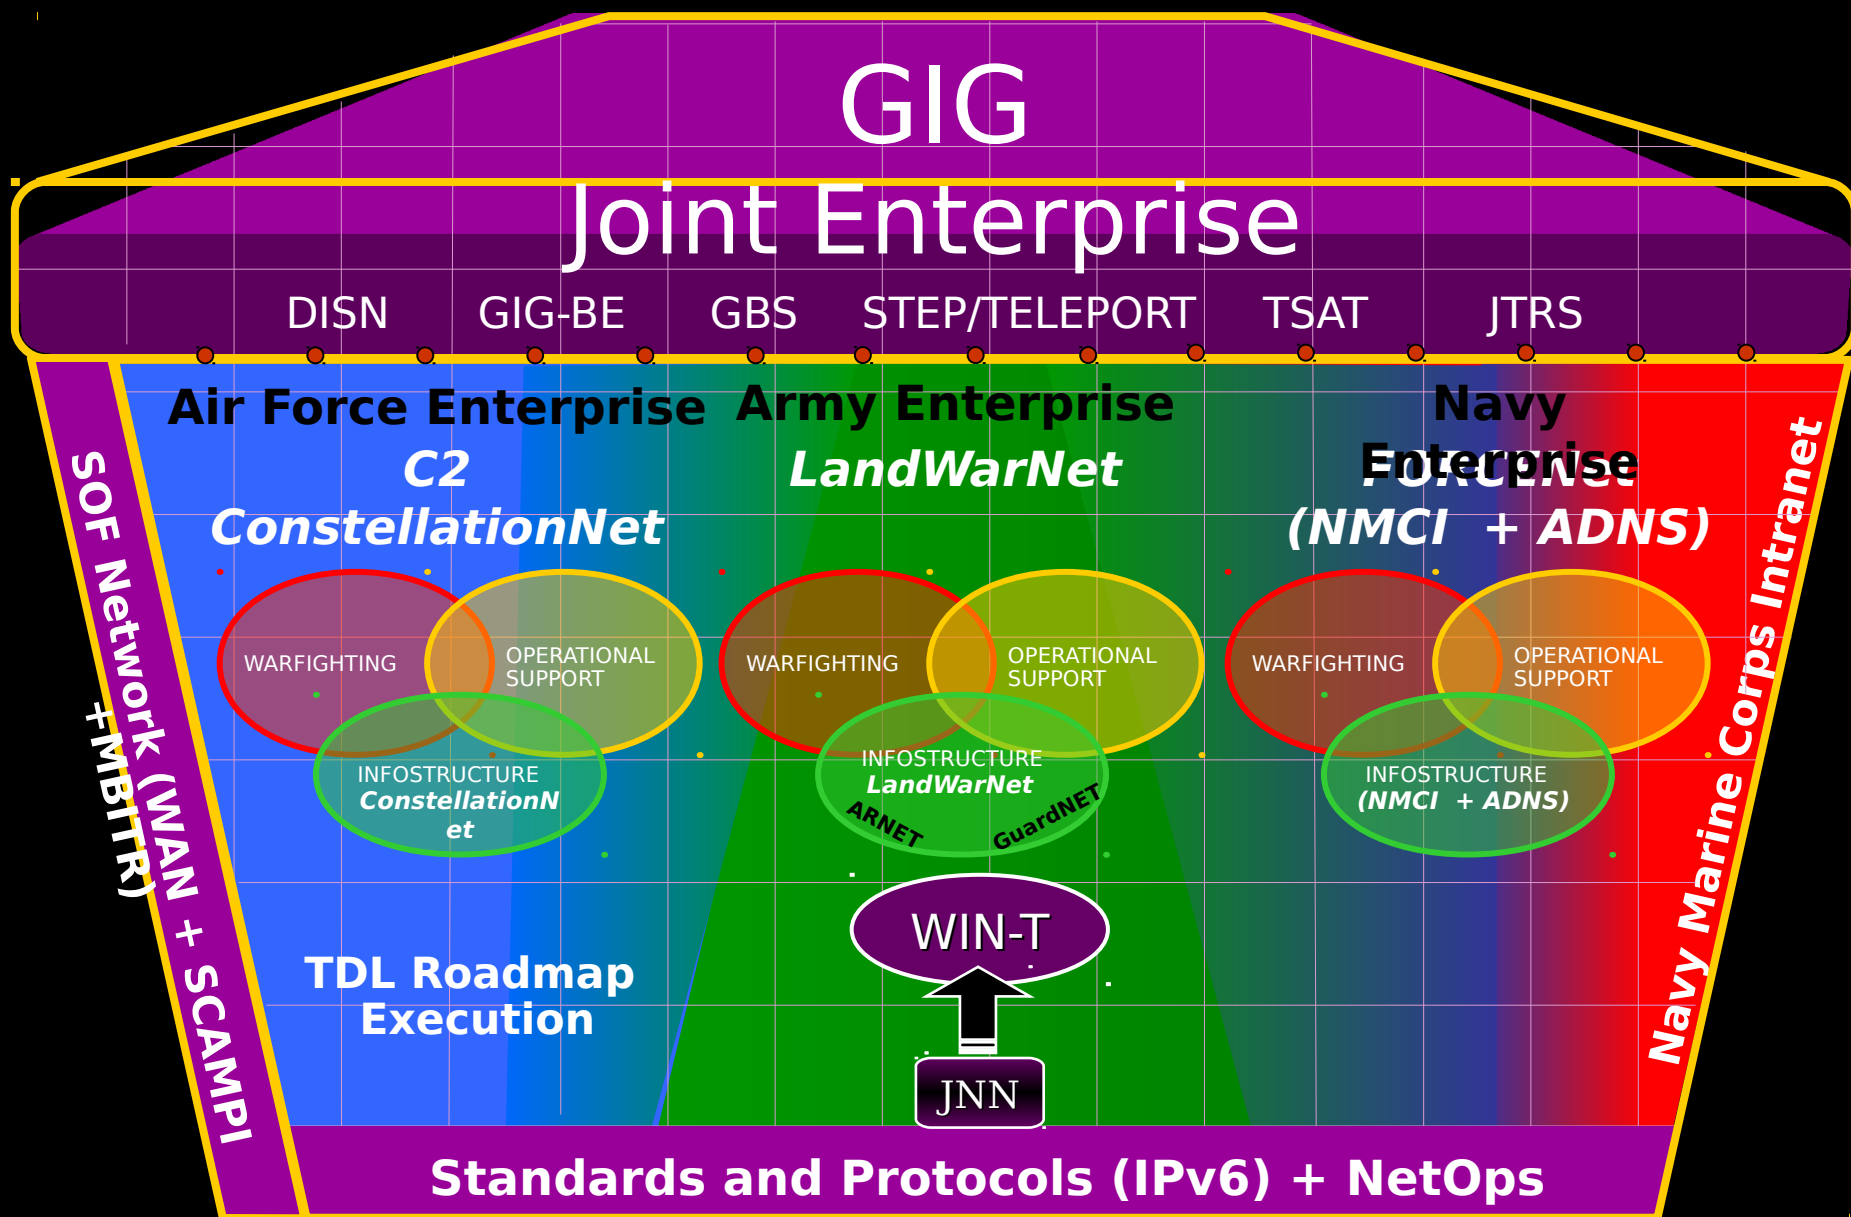 GIG
Joint Enterprise
DISN GIG-BE GBS STEP/TELEPORT TSAT JTRS
Air Force Enterprise
C2
ConstellationNet
WARFIGHTING
OPERATIONAL
SUPPORT
INFOSTRUCTURE
ConstellationN
et
TDL Roadmap
Execution
Army Enterprise
LandWarNet
WARFIGHTING
OPERATIONAL
SUPPORT
INFOSTRUCTURE
LandWarNet
ARNET
GuardNET
WIN-T
JNN
Navy
Enterprise
FORCENet
(NMCI + ADNS)
WARFIGHTING
OPERATIONAL
SUPPORT
INFOSTRUCTURE
(NMCI + ADNS)
SOF Network (WAN + SCAMPI
+MBITR)
Navy Marine Corps Intranet
Standards and Protocols (IPv6) + NetOps